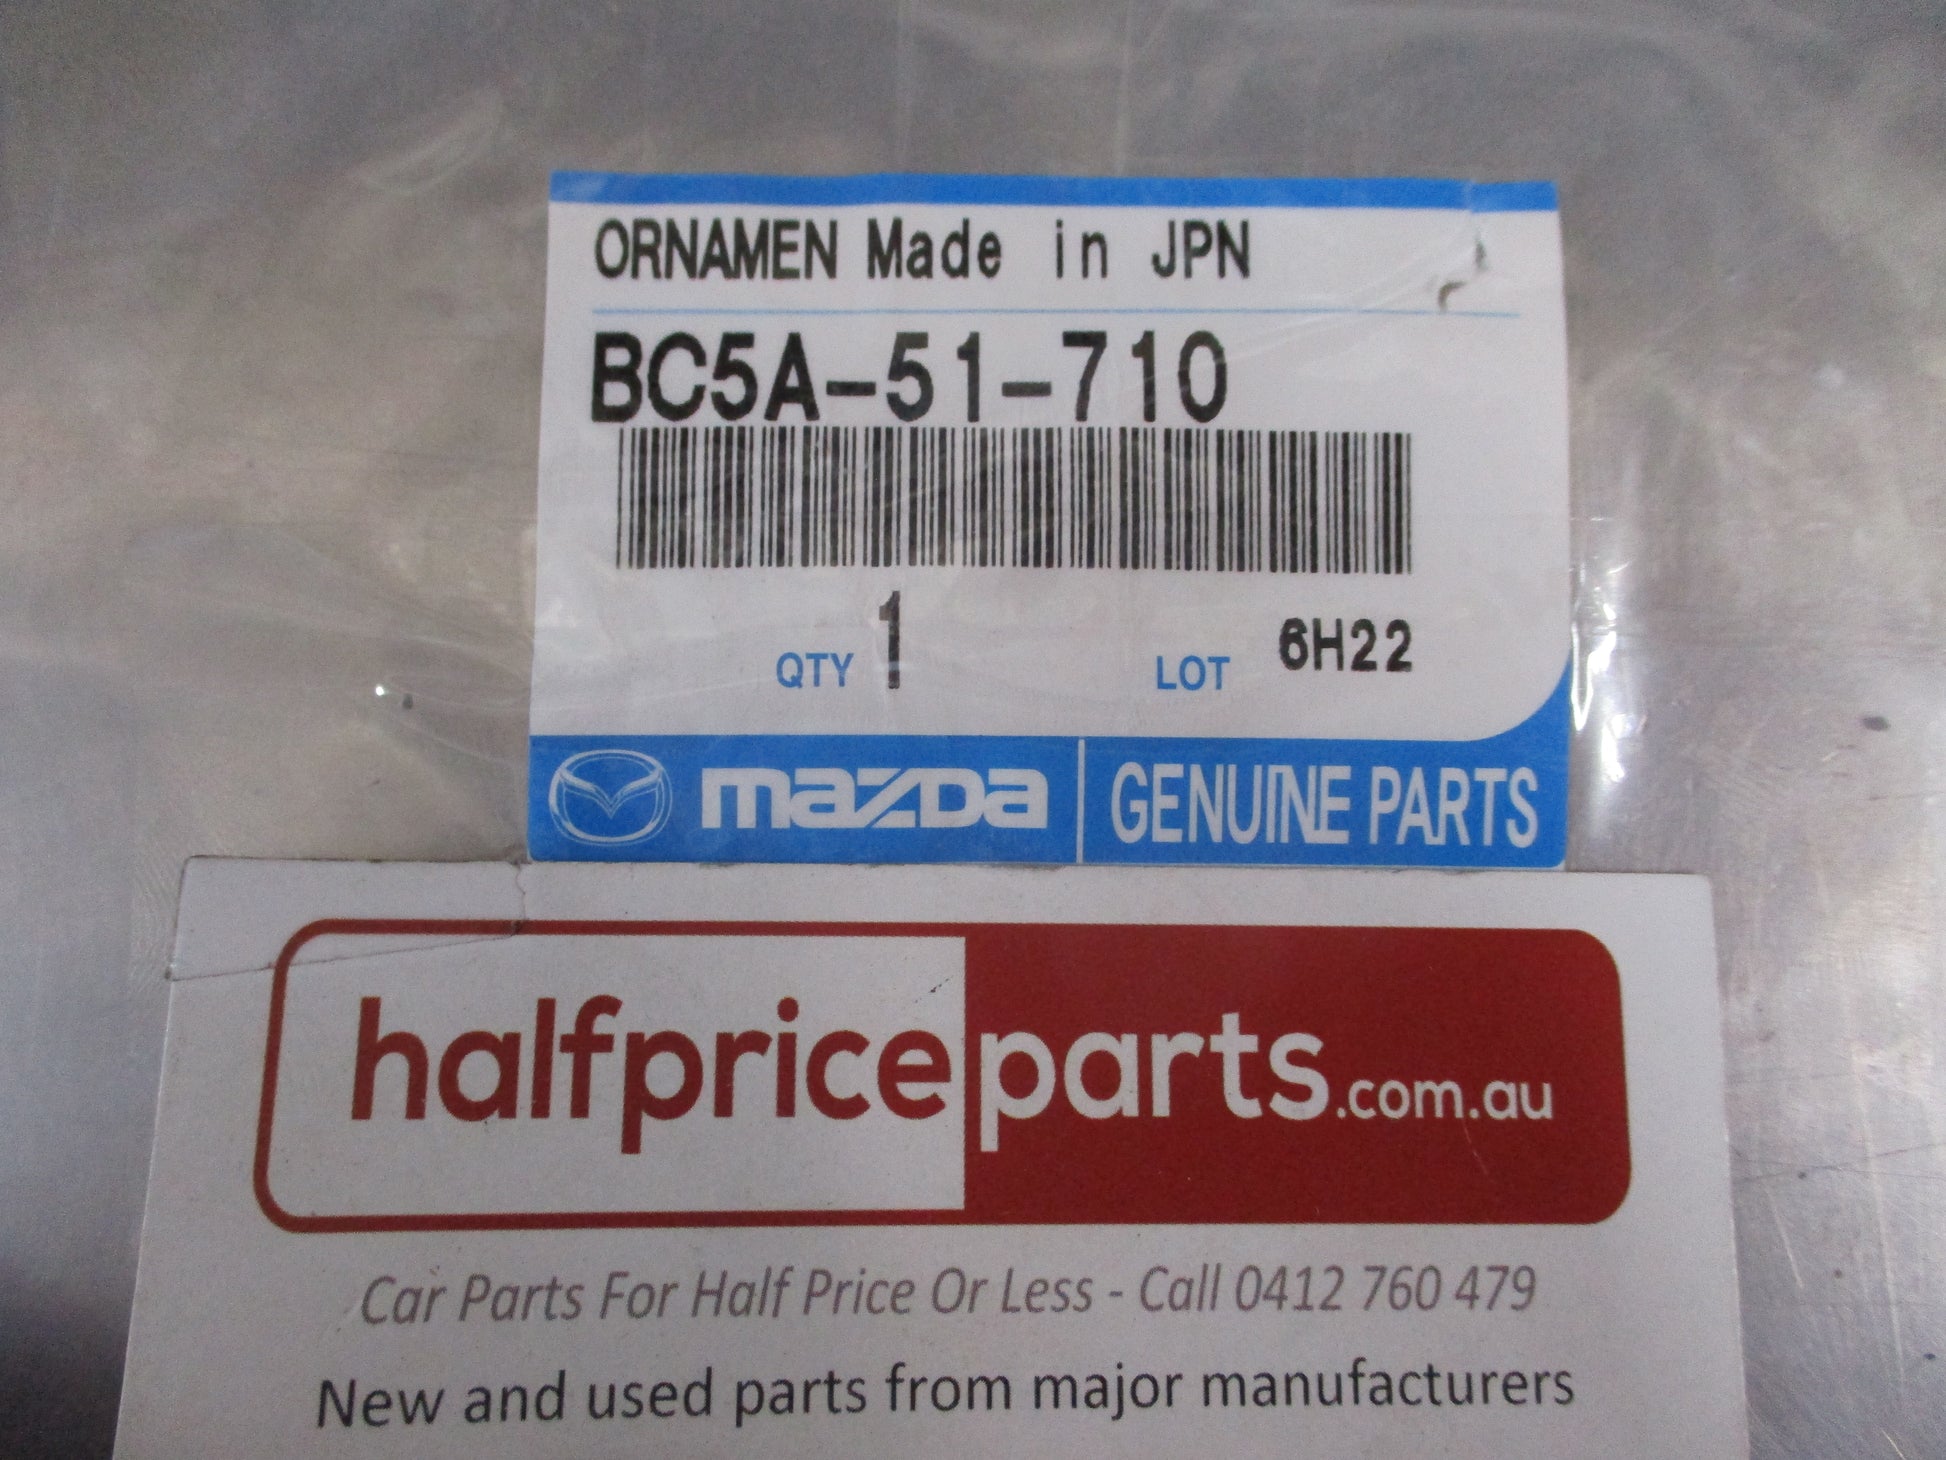 ORNAMEN Made in JPN
BC5A-51-710
QTY 1 LOT 6H22
mazda GENUINE PARTS
halfpriceparts.com.au
Car Parts For Half Price Or Less - Call 0412 760 479
New and used parts from major manufacturers